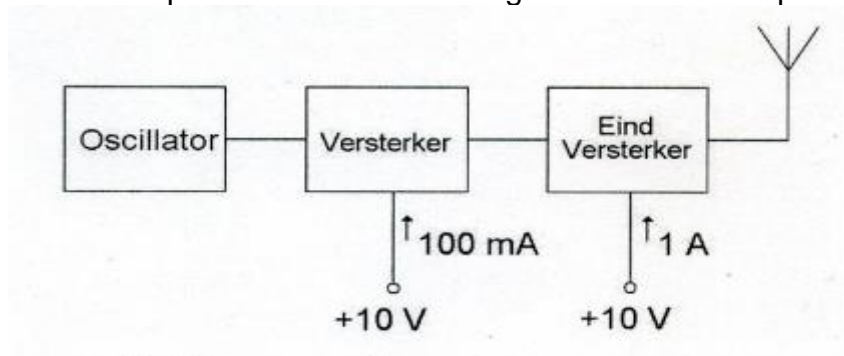 Oscillator
Versterker
Eind
Versterker
↑ 100 mA
↑ 1 A
+10 V
+10 V